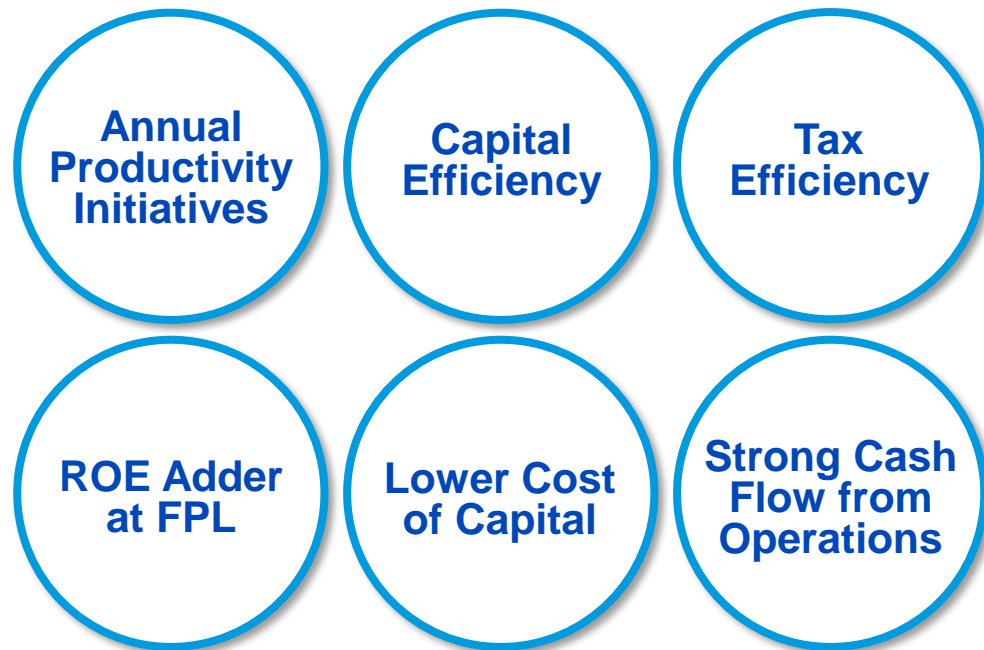 Annual
Productivity
Initiatives
Capital
Efficiency
Tax
Efficiency
ROE Adder
at FPL
Lower Cost
of Capital
Strong Cash
Flow from
Operations